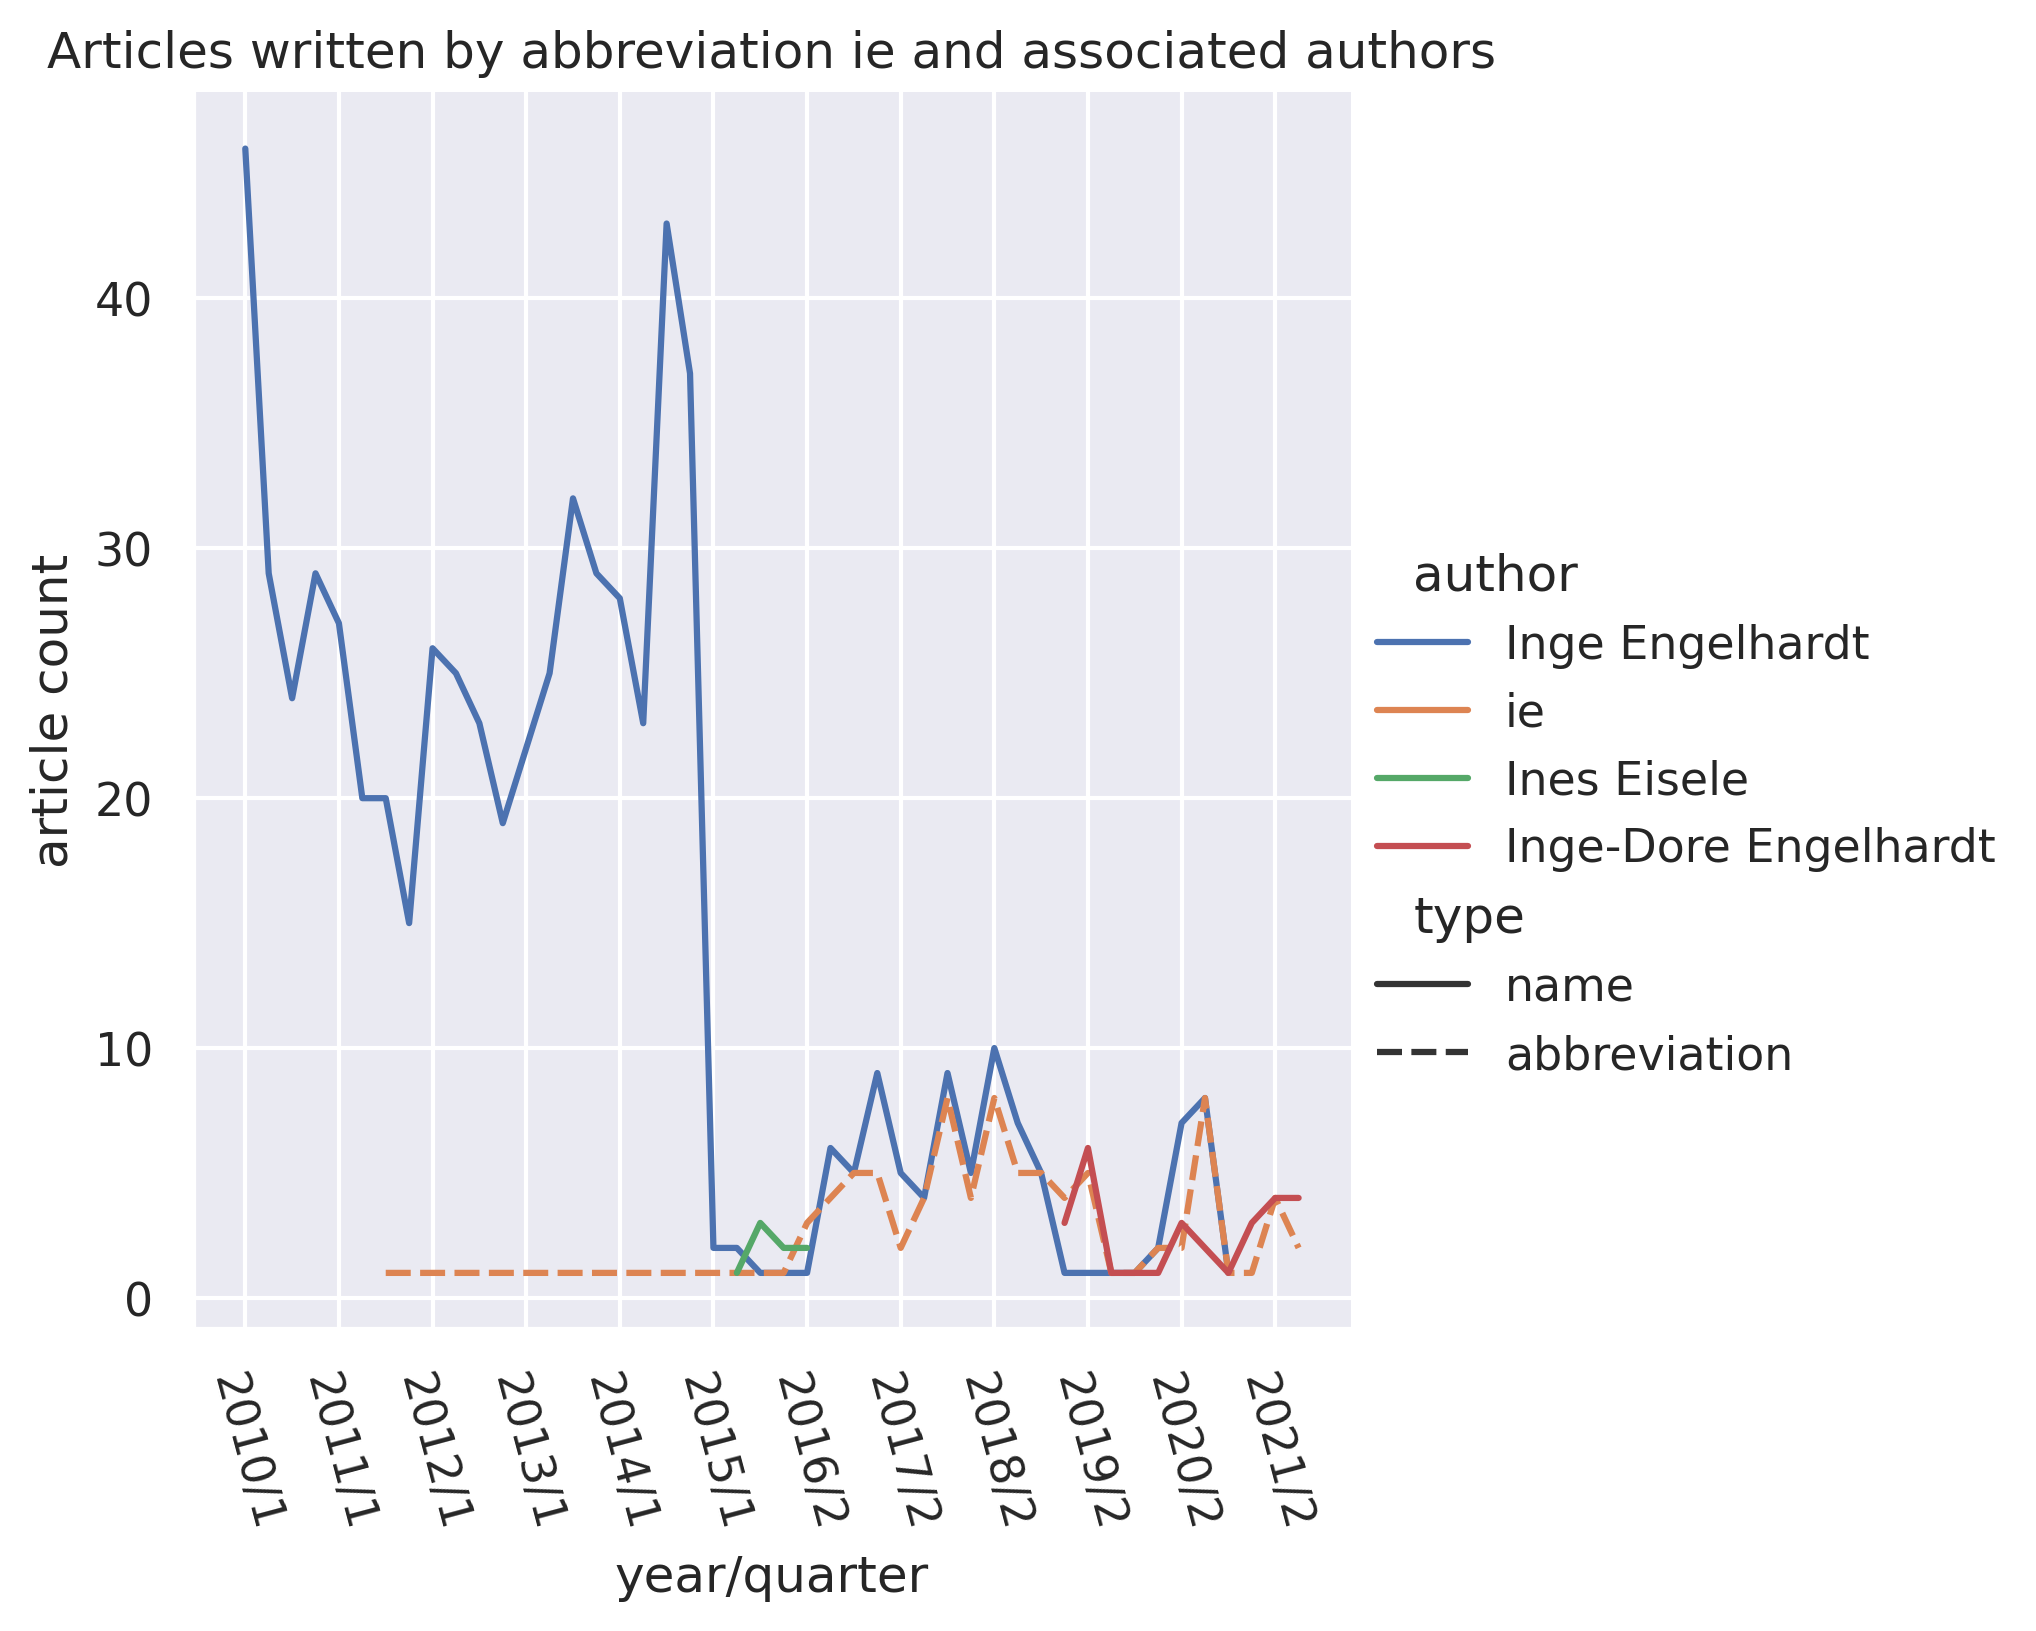 Articles written by abbreviation ie and associated authors
article count
40
30
20
10
0
2010/1
2011/1
2012/1
2013/1
2014/1
2015/1
2016/2
2017/2
2018/2
2019/2
2020/2
2021/2
year/quarter
author
Inge Engelhardt
ie
Ines Eisele
Inge-Dore Engelhardt
type
name
abbreviation